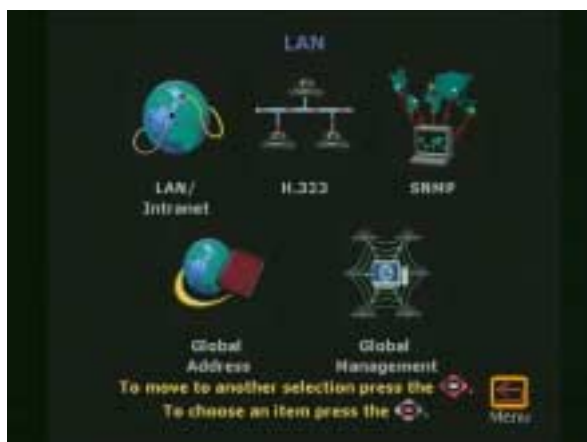 LAN
LAN/
Intranet
H.323
SNMP
Global
Address
Global
Management
To move to another selection press the .
To choose an item press the .
Menu